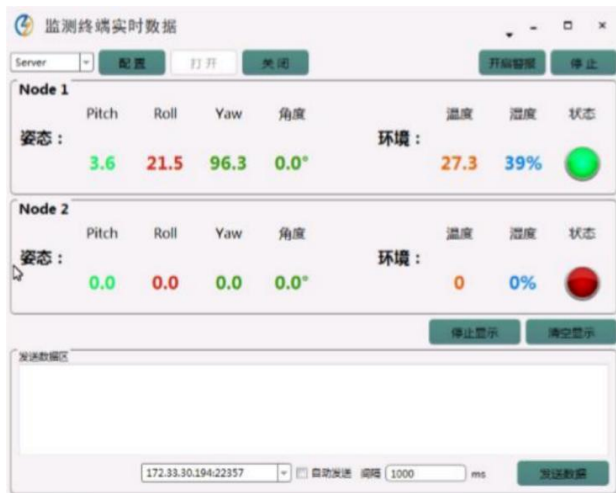 监测终端实时数据
Server 配置 打开 关闭 开启警报 停止
Node 1
Pitch Roll Yaw 角度 温度 湿度 状态
姿态： 环境：
3.6 21.5 96.3 0.0° 27.3 39%
Node 2
Pitch Roll Yaw 角度 温度 湿度 状态
姿态： 环境：
0.0 0.0 0.0 0.0° 0 0%
停止显示 清空显示
发送数据区
172.33.30.194:22357 自动发送 间隔 1000 ms 发送数据